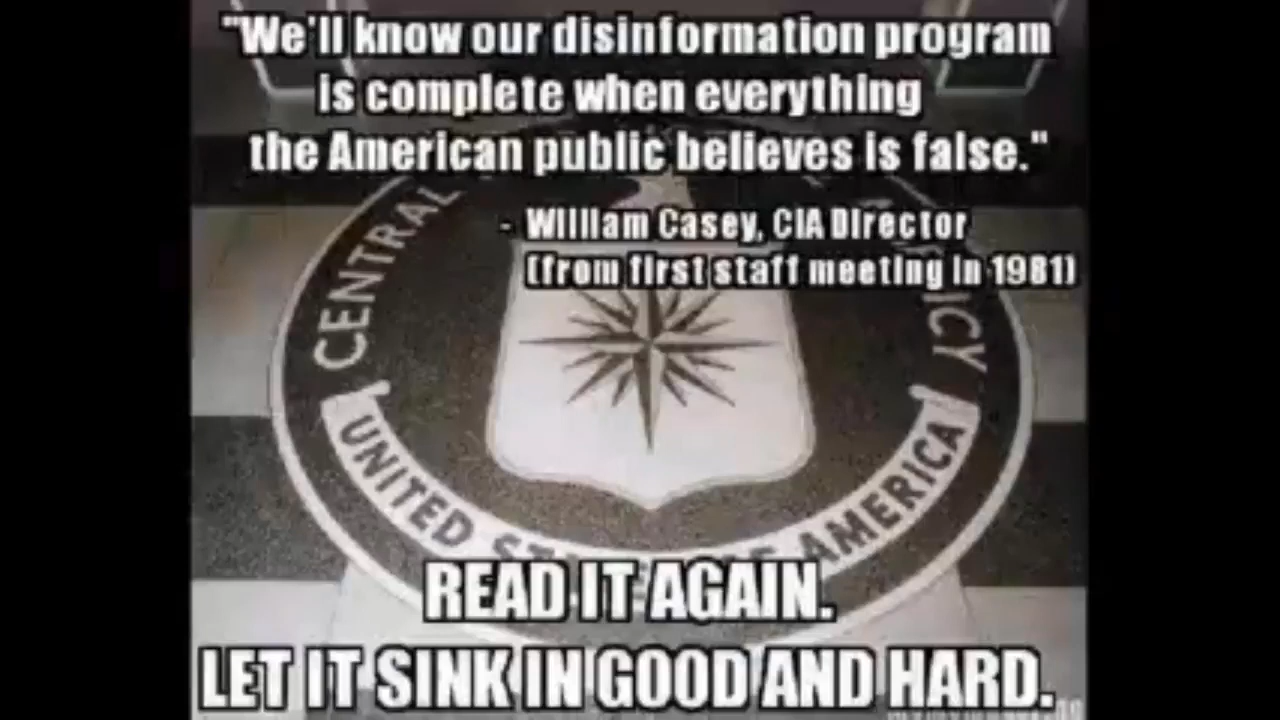 "We'll know our disinformation program
is complete when everything
the American public believes is false."
- William Casey, CIA Director
(from first staff meeting in 1981)
CENTRAL
UNITED
AMERICA
READ IT AGAIN.
LET IT SINK IN GOOD AND HARD.